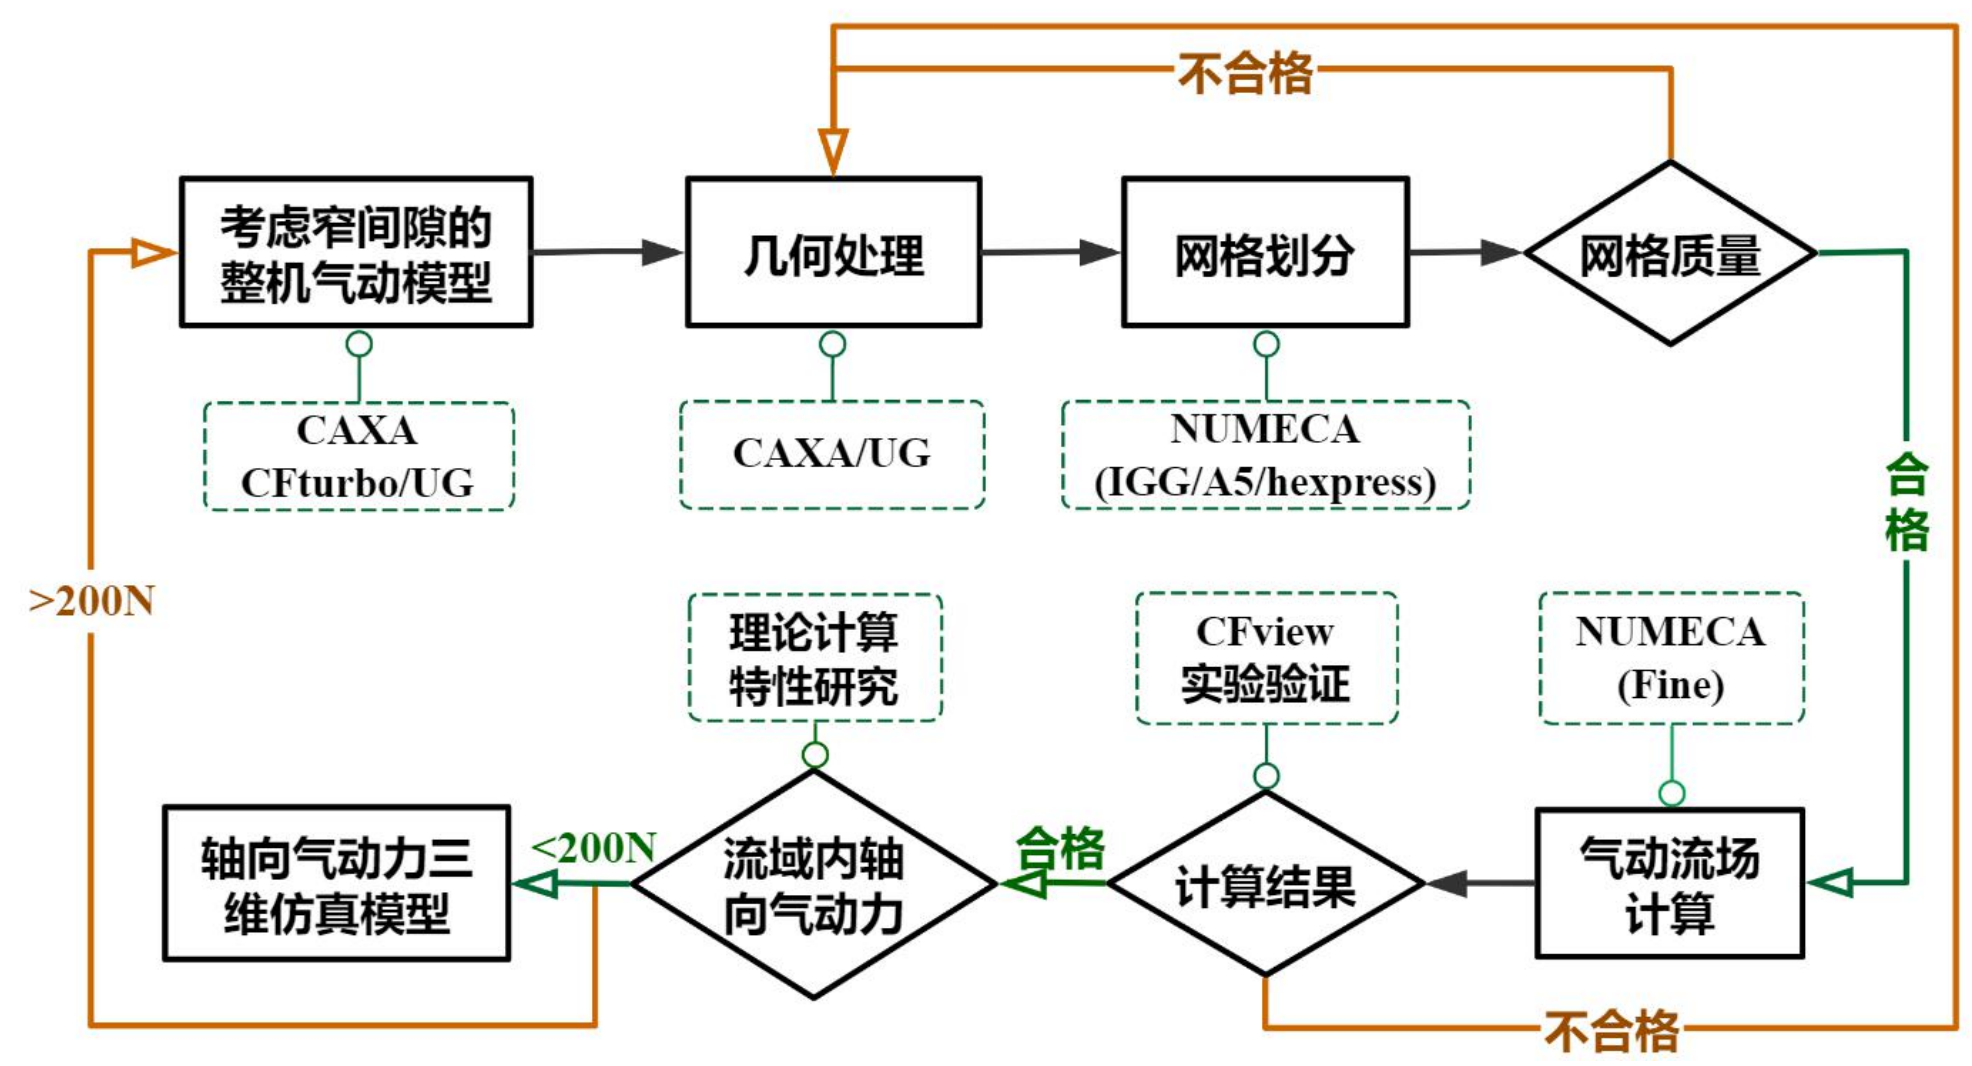 不合格
考虑窄间隙的
整机气动模型
几何处理
网格划分
网格质量
CAXA
CFturbo/UG
CAXA/UG
NUMECA
(IGG/A5/hexpress)
合
格
>200N
理论计算
特性研究
CFview
实验验证
NUMECA
(Fine)
轴向气动力三
维仿真模型
<200N
流域内轴
向气动力
合格
计算结果
气动流场
计算
不合格